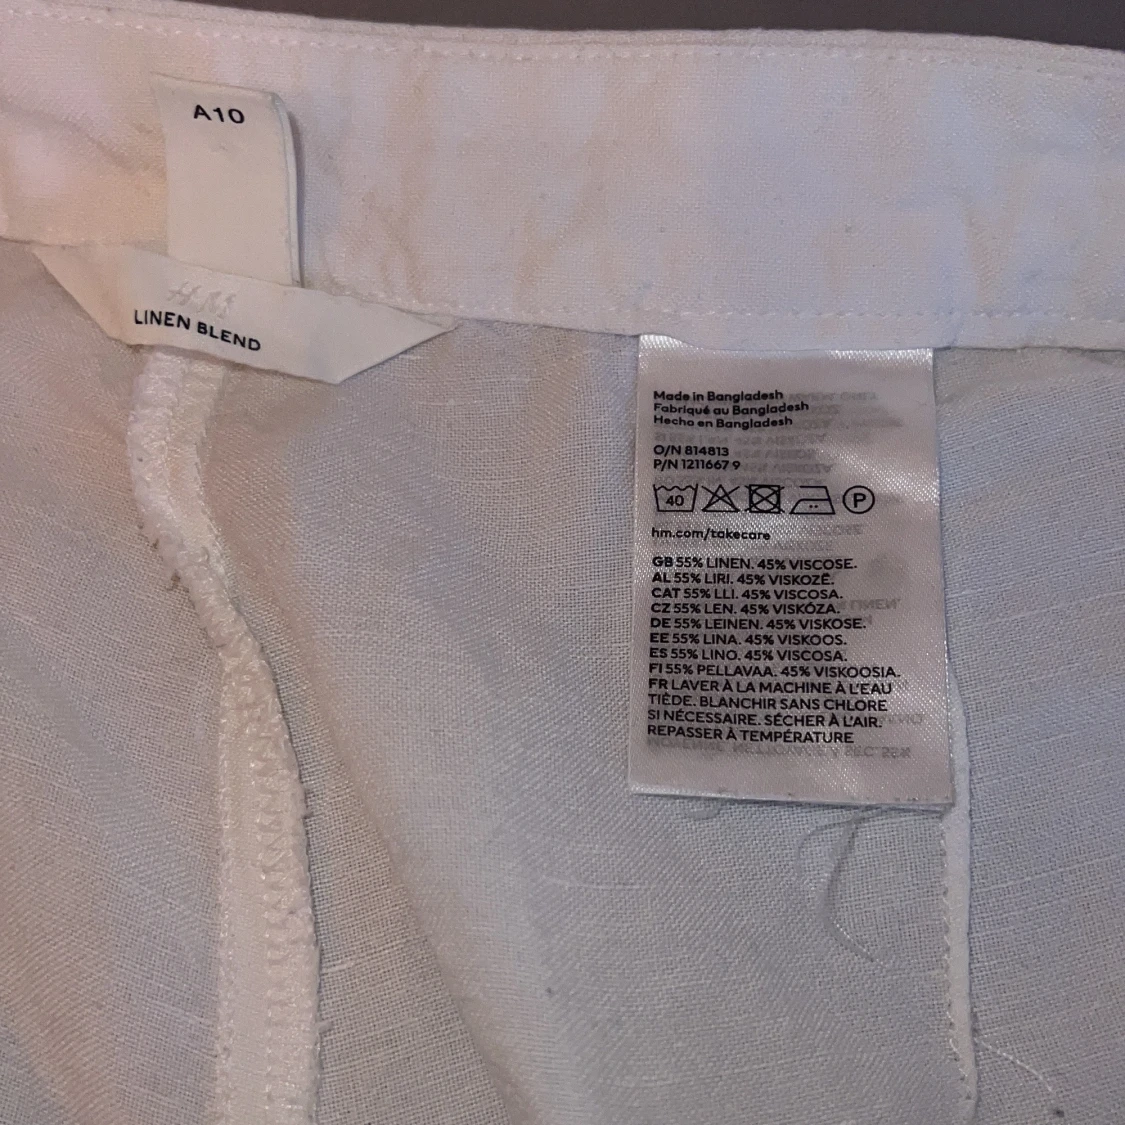 A10
H&M
LINEN BLEND
Made in Bangladesh
Fabriqué au Bangladesh
Hecho en Bangladesh
O/N 814813
P/N 1211667 9
40 P
hm.com/takecare
GB 55% LINEN. 45% VISCOSE.
AL 55% LIRI. 45% VISKOZË.
CAT 55% LLI. 45% VISCOSA.
CZ 55% LEN. 45% VISKÓZA.
DE 55% LEINEN. 45% VISKOSE.
EE 55% LINA. 45% VISKOOS.
ES 55% LINO. 45% VISCOSA.
FI 55% PELLAVAA. 45% VISKOOSIA.
FR LAVER À LA MACHINE À L'EAU
TIÈDE. BLANCHIR SANS CHLORE
SI NÉCESSAIRE. SÉCHER À L'AIR.
REPASSER À TEMPÉRATURE